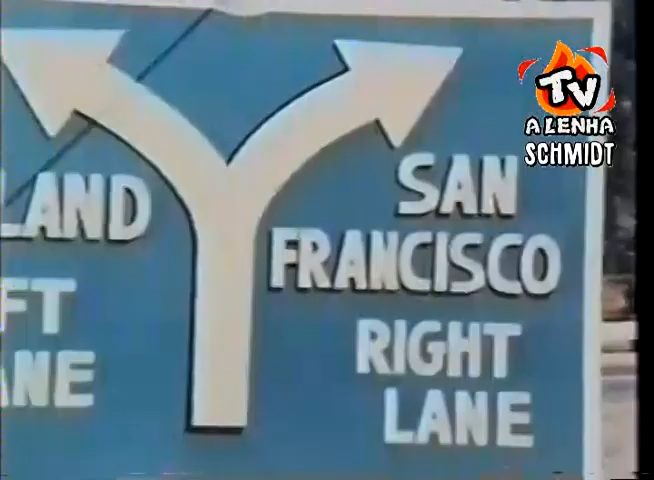 LAND
FT
ANE
SAN
FRANCISCO
RIGHT
LANE
TV
A LENHA
SCHMIDT